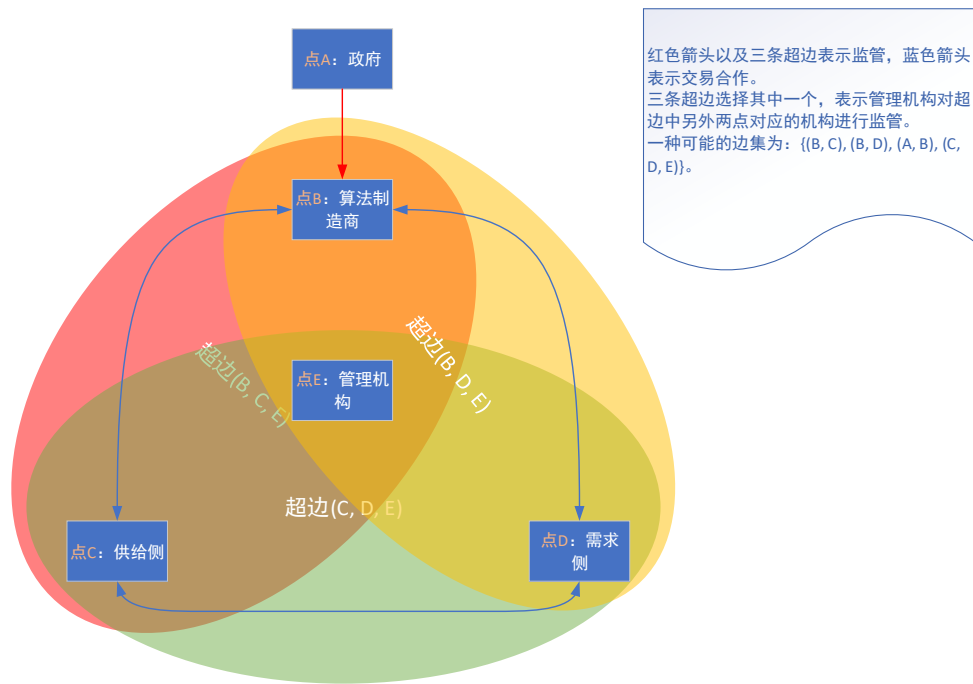 点A：政府
红色箭头以及三条超边表示监管，蓝色箭头
表示交易合作。
三条超边选择其中一个，表示管理机构对超
边中另外两点对应的机构进行监管。
一种可能的边集为：{(B, C), (B, D), (A, B), (C,
D, E)}。
点B：算法制
造商
超边(B, C, E)
超边(B, D, E)
点E：管理机
构
超边(C, D, E)
点C：供给侧
点D：需求
侧